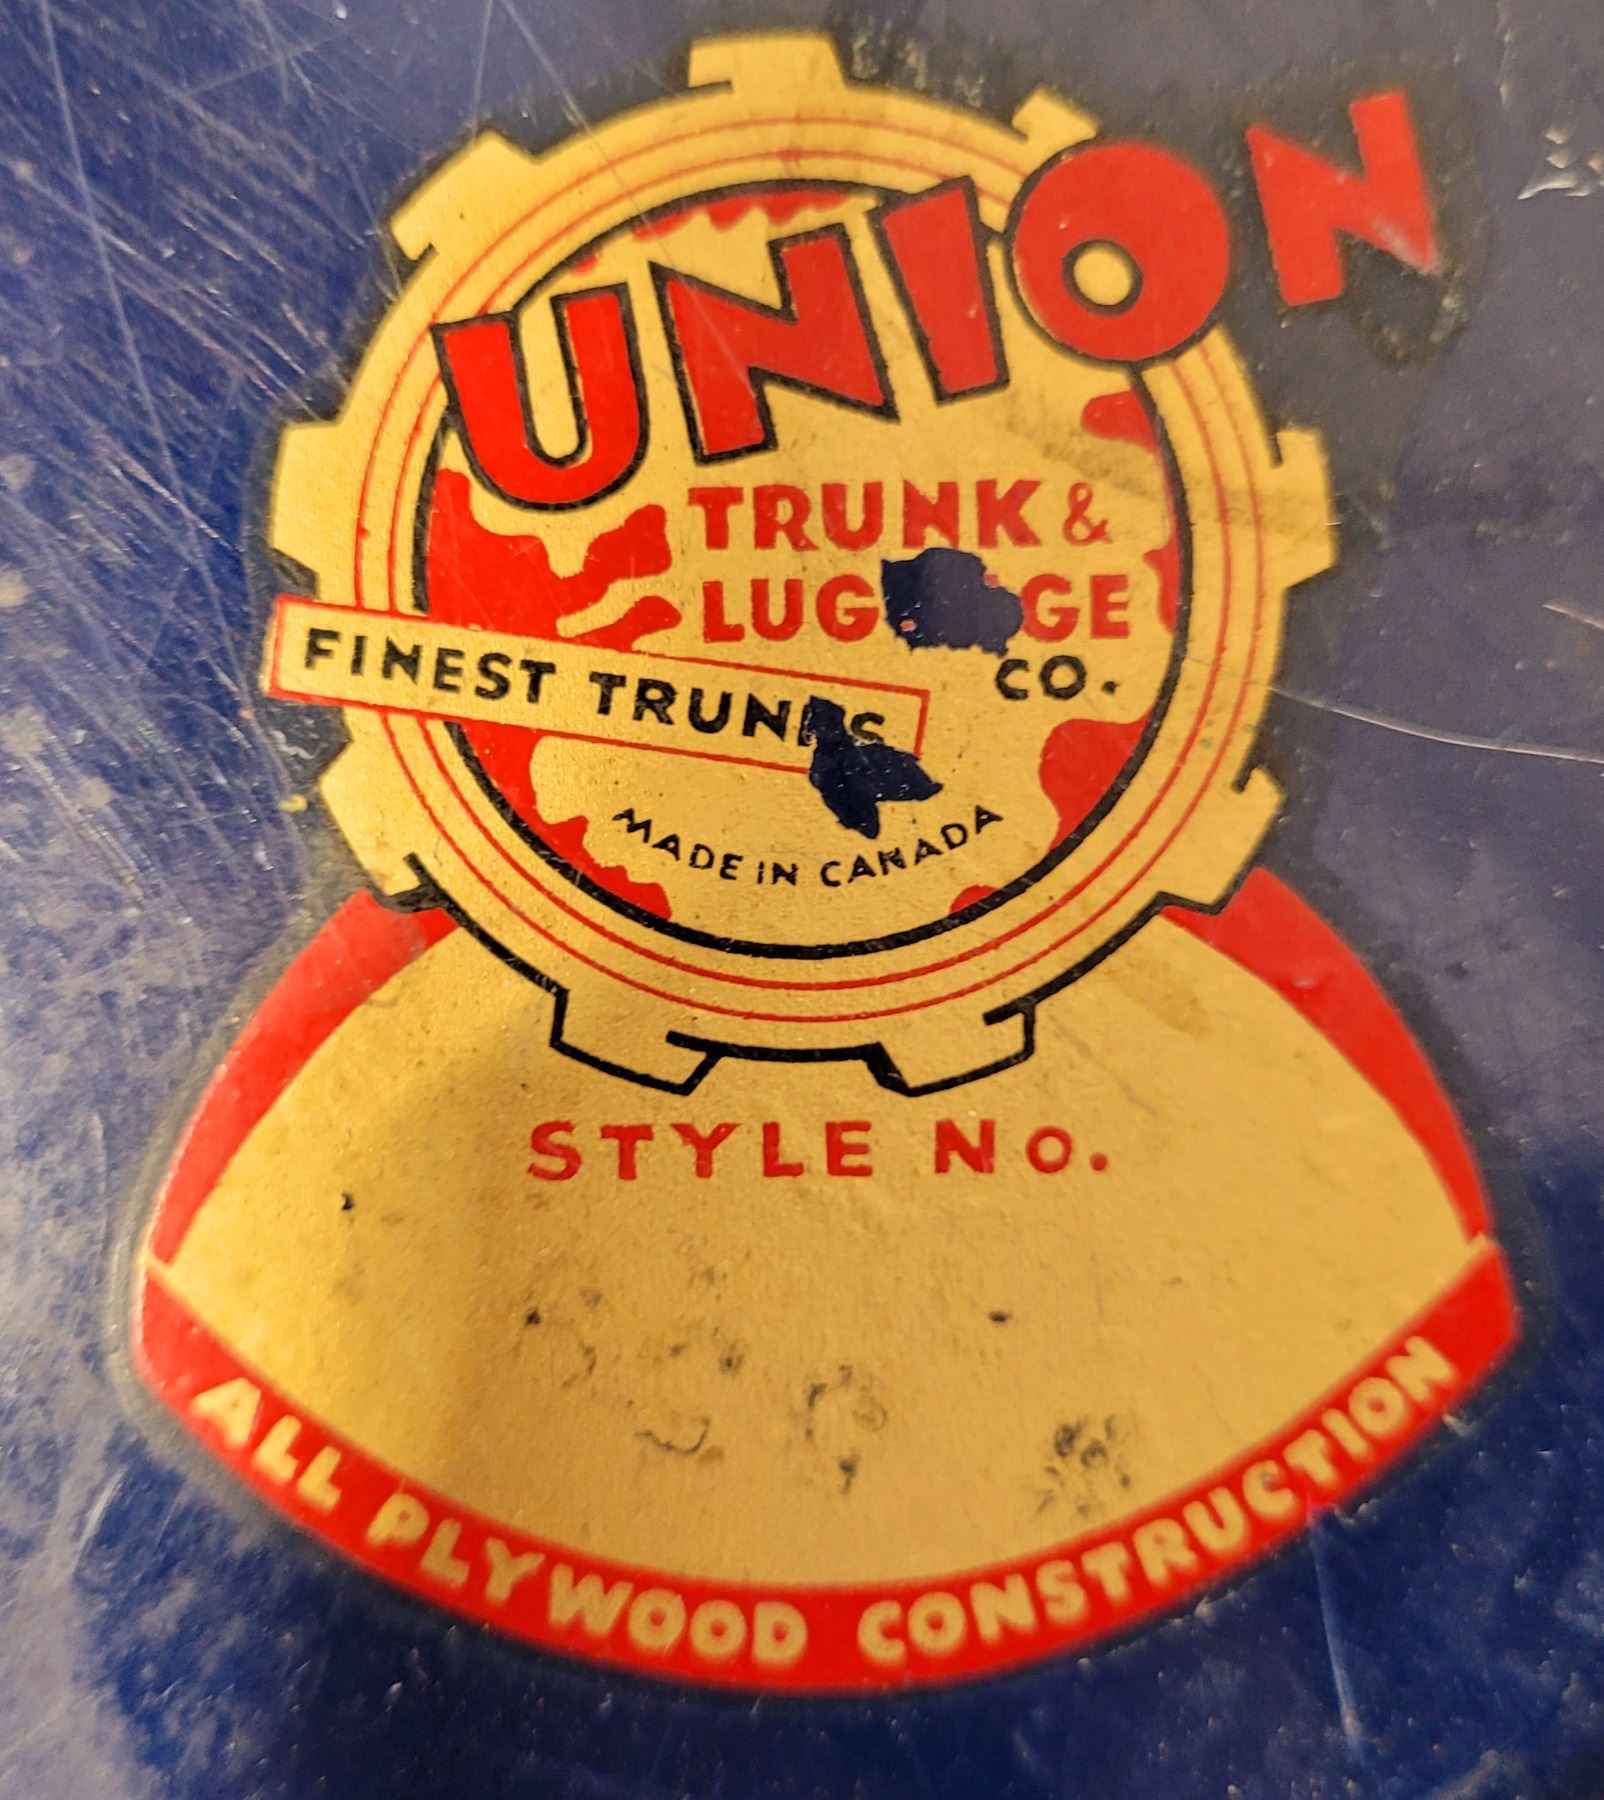 UNION
TRUNK &
LUGGAGE
CO.
FINEST TRUNKS
MADE IN CANADA
STYLE No.
ALL PLYWOOD CONSTRUCTION